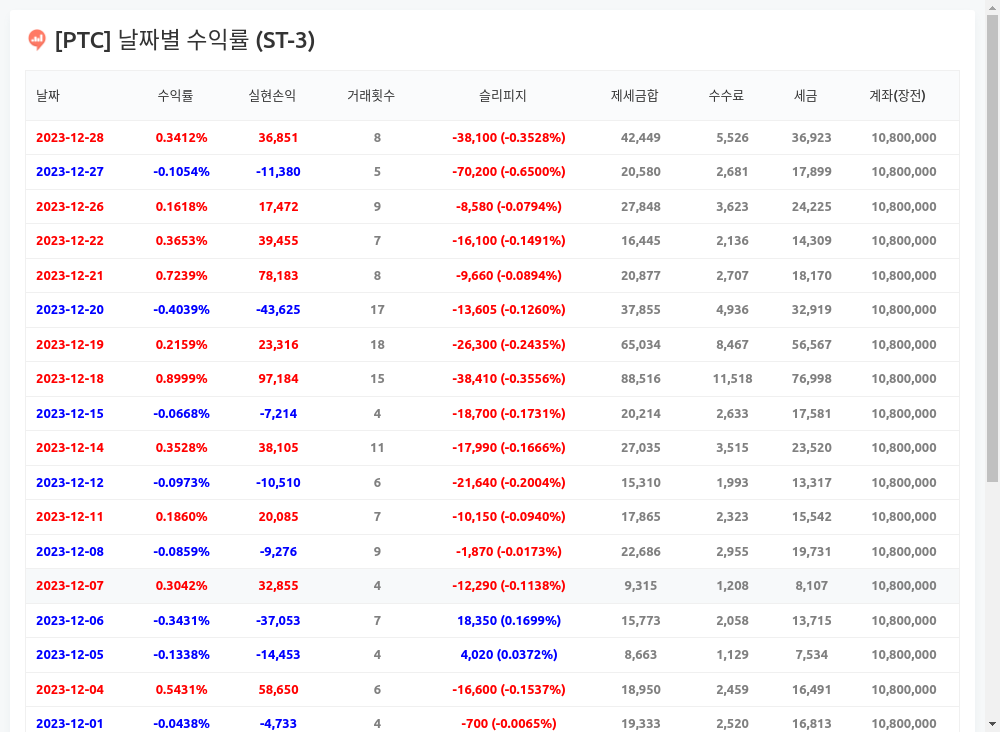 [PTC] 날짜별 수익률 (ST-3)
날짜 수익률 실현손익 거래횟수 슬리피지 제세금합 수수료 세금 계좌(장전)
2023-12-28 0.3412% 36,851 8 -38,100 (-0.3528%) 42,449 5,526 36,923 10,800,000
2023-12-27 -0.1054% -11,380 5 -70,200 (-0.6500%) 20,580 2,681 17,899 10,800,000
2023-12-26 0.1618% 17,472 9 -8,580 (-0.0794%) 27,848 3,623 24,225 10,800,000
2023-12-22 0.3653% 39,455 7 -16,100 (-0.1491%) 16,445 2,136 14,309 10,800,000
2023-12-21 0.7239% 78,183 8 -9,660 (-0.0894%) 20,877 2,707 18,170 10,800,000
2023-12-20 -0.4039% -43,625 17 -13,605 (-0.1260%) 37,855 4,936 32,919 10,800,000
2023-12-19 0.2159% 23,316 18 -26,300 (-0.2435%) 65,034 8,467 56,567 10,800,000
2023-12-18 0.8999% 97,184 15 -38,410 (-0.3556%) 88,516 11,518 76,998 10,800,000
2023-12-15 -0.0668% -7,214 4 -18,700 (-0.1731%) 20,214 2,633 17,581 10,800,000
2023-12-14 0.3528% 38,105 11 -17,990 (-0.1666%) 27,035 3,515 23,520 10,800,000
2023-12-12 -0.0973% -10,510 6 -21,640 (-0.2004%) 15,310 1,993 13,317 10,800,000
2023-12-11 0.1860% 20,085 7 -10,150 (-0.0940%) 17,865 2,323 15,542 10,800,000
2023-12-08 -0.0859% -9,276 9 -1,870 (-0.0173%) 22,686 2,955 19,731 10,800,000
2023-12-07 0.3042% 32,855 4 -12,290 (-0.1138%) 9,315 1,208 8,107 10,800,000
2023-12-06 -0.3431% -37,053 7 18,350 (0.1699%) 15,773 2,058 13,715 10,800,000
2023-12-05 -0.1338% -14,453 4 4,020 (0.0372%) 8,663 1,129 7,534 10,800,000
2023-12-04 0.5431% 58,650 6 -16,600 (-0.1537%) 18,950 2,459 16,491 10,800,000
2023-12-01 -0.0438% -4,733 4 -700 (-0.0065%) 19,333 2,520 16,813 10,800,000